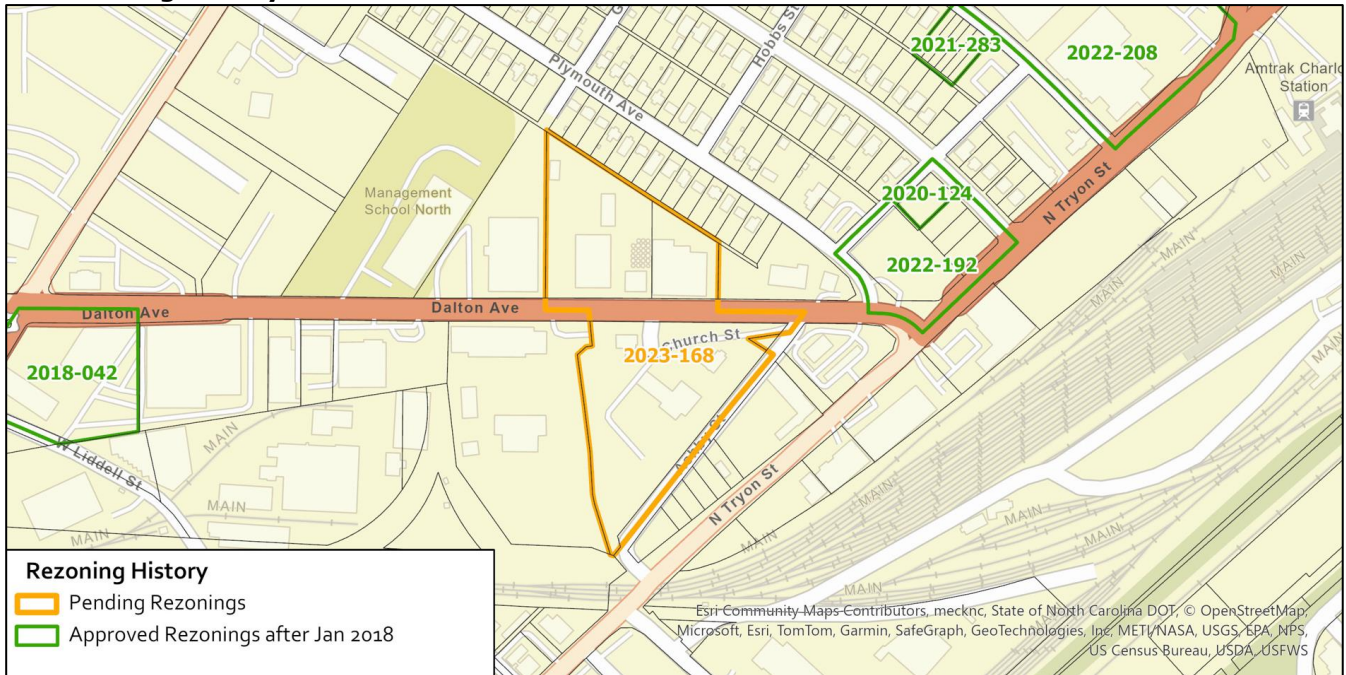 Hobbs St
2021-283
2022-208
Plymouth Ave
Amtrak Charlo
Station
Management
School North
2020-124
N Tryon St
2022-192
MAIN
Dalton Ave
Dalton Ave
Church St
2023-168
2018-042
MAIN
MAIN
W Liddell St
MAIN
MAIN
N Tryon St
MAIN
MAIN
MAIN
MAIN
MAIN
Rezoning History
Pending Rezonings
Approved Rezonings after Jan 2018
Esri Community Maps Contributors, mecknc, State of North Carolina DOT, © OpenStreetMap,
Microsoft, Esri, TomTom, Garmin, SafeGraph, GeoTechnologies, Inc, METI/NASA, USGS, EPA, NPS,
US Census Bureau, USDA, USFWS